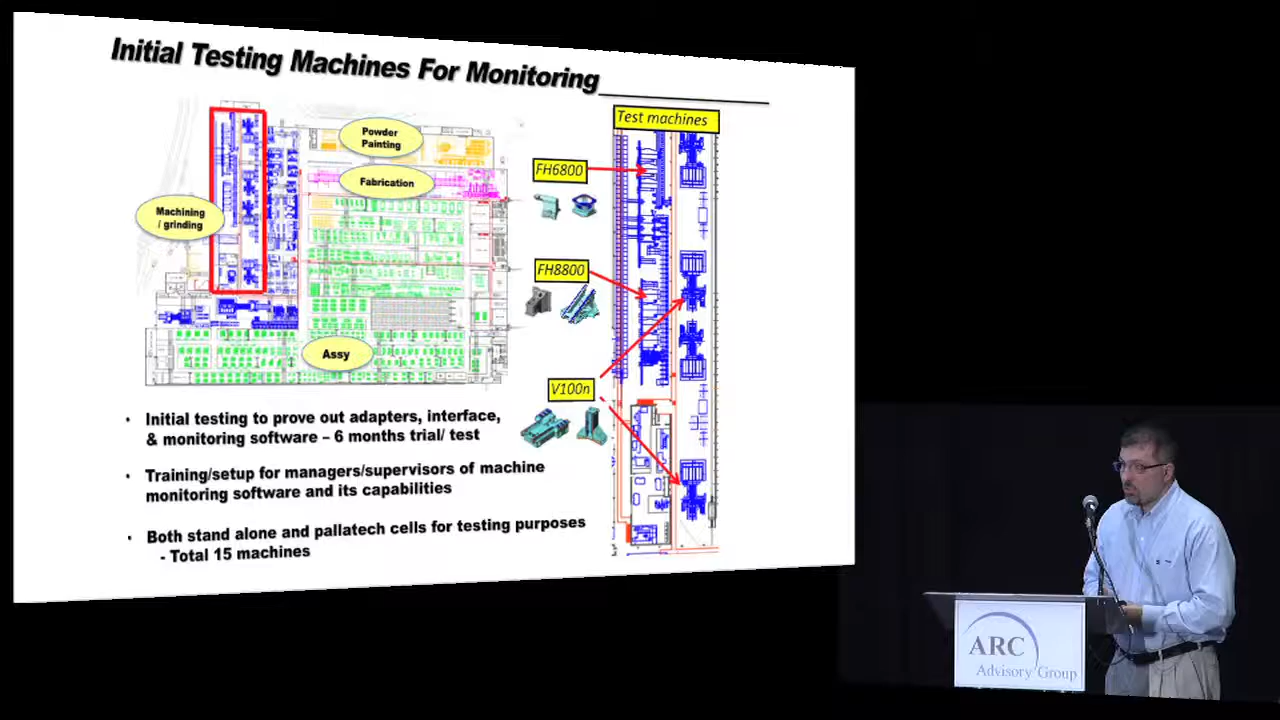 Initial Testing Machines For Monitoring
Powder
Painting
Fabrication
Machining
/ grinding
Assy
Test machines
FH6800
FH8800
V100n
• Initial testing to prove out adapters, interface,
& monitoring software – 6 months trial/ test
• Training/setup for managers/supervisors of machine
monitoring software and its capabilities
• Both stand alone and pallatech cells for testing purposes
- Total 15 machines
ARC
Advisory Group